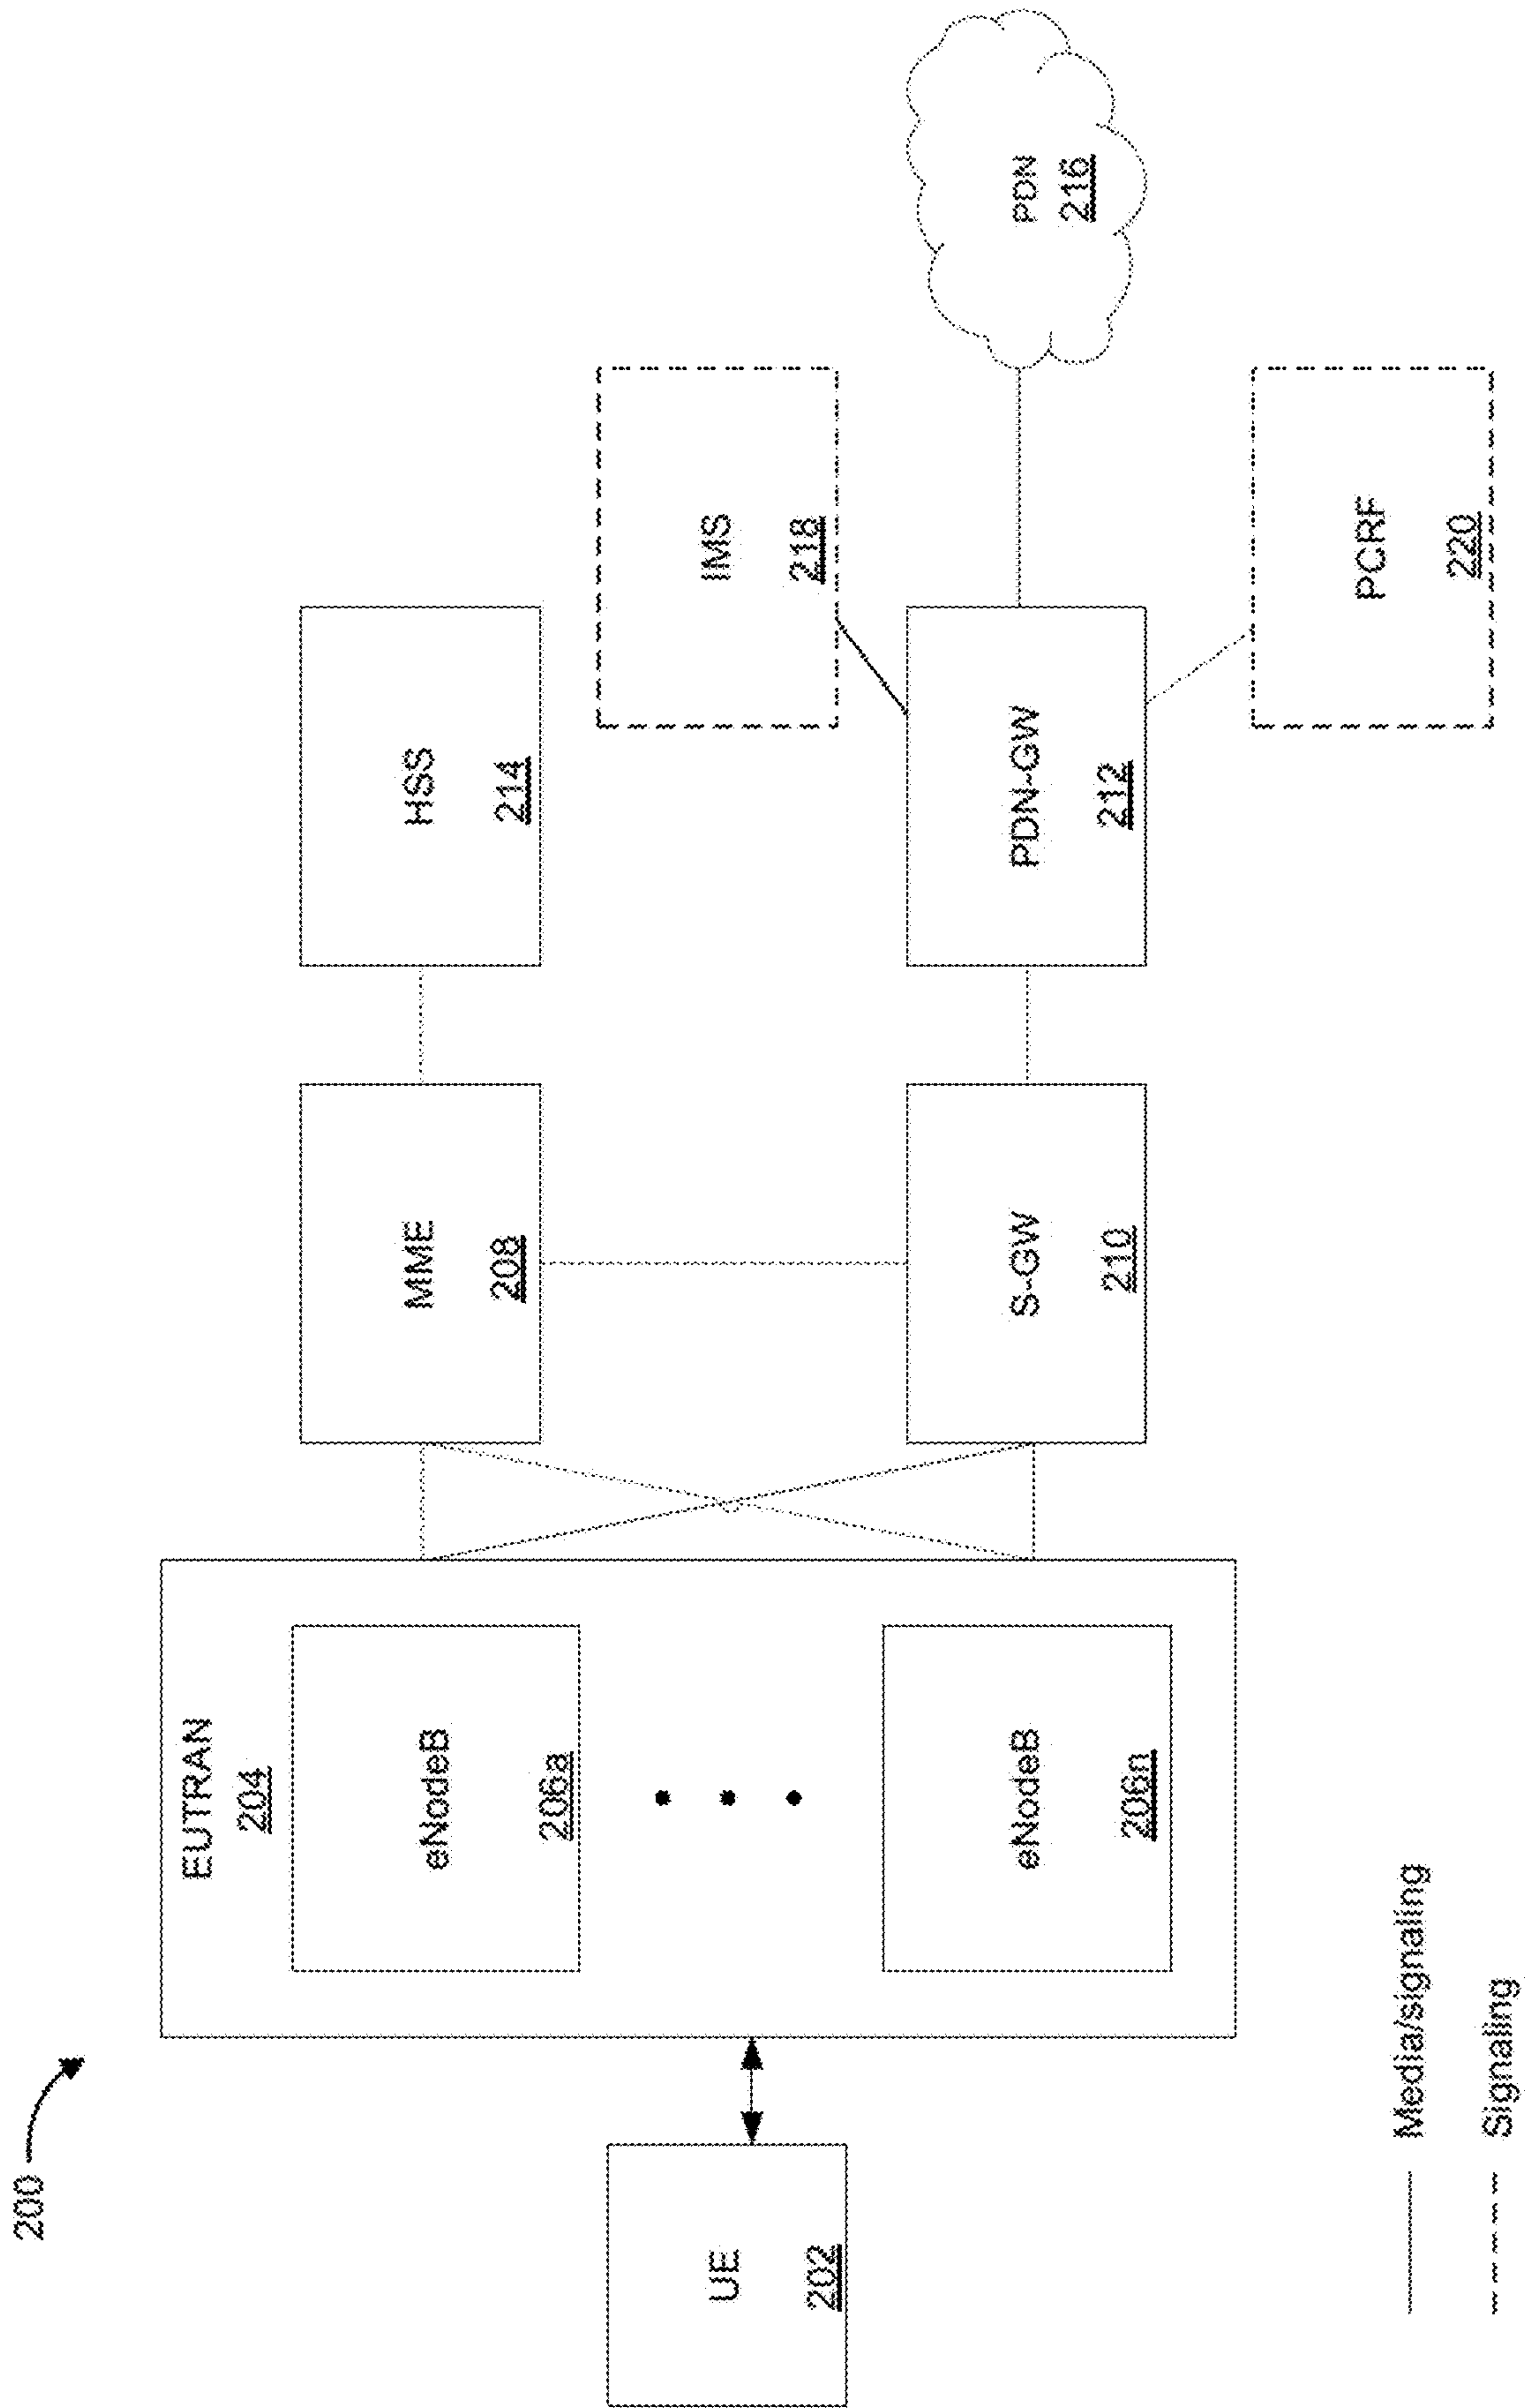 200
UE
202
EUTRAN
204
eNodeB
206a
eNodeB
206n
MME
208
S-GW
210
HSS
214
PDN-GW
212
IMS
218
PCRF
220
PDN
216
Media/signaling
Signaling